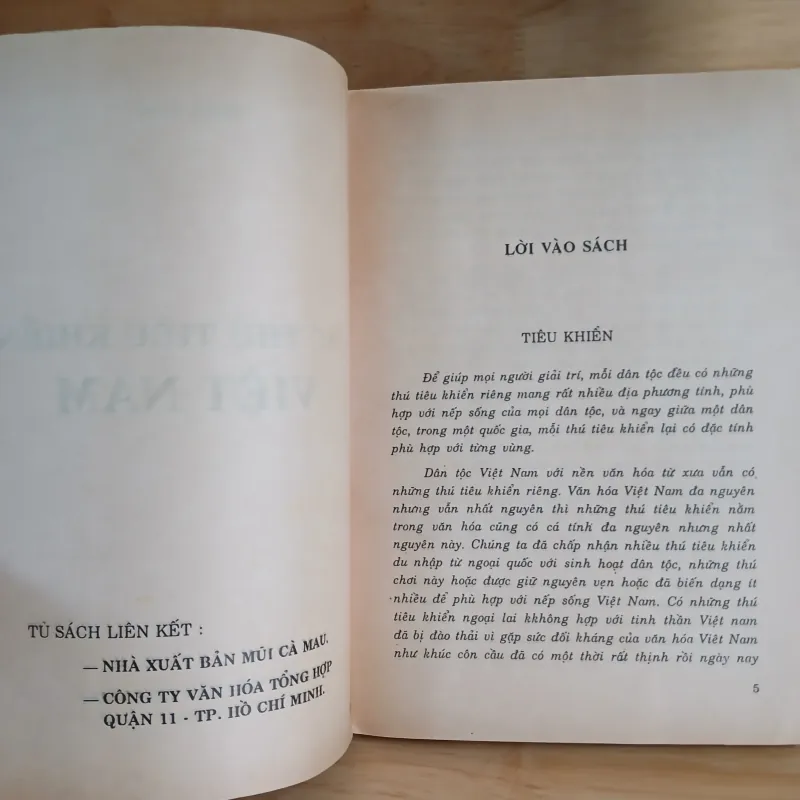 TỦ SÁCH LIÊN KẾT :
— NHÀ XUẤT BẢN MŨI CÀ MAU.
— CÔNG TY VĂN HÓA TỔNG HỢP
QUẬN 11 - TP. HỒ CHÍ MINH.
LỜI VÀO SÁCH
TIÊU KHIỂN
Để giúp mọi người giải trí, mỗi dân tộc đều có những
thú tiêu khiển riêng mang rất nhiều địa phương tính, phù
hợp với nếp sống của mọi dân tộc, và ngay giữa một dân
tộc, trong một quốc gia, mỗi thú tiêu khiển lại có đặc tính
phù hợp với từng vùng.
Dân tộc Việt Nam với nền văn hóa từ xưa vẫn có
những thú tiêu khiển riêng. Văn hóa Việt Nam đa nguyên
nhưng vẫn nhất nguyên thì những thú tiêu khiển nằm
trong văn hóa cũng có cá tính đa nguyên nhưng nhất
nguyên này. Chúng ta đã chấp nhận nhiều thú tiêu khiển
du nhập từ ngoại quốc với sinh hoạt dân tộc, những thú
chơi này hoặc được giữ nguyên vẹn hoặc đã biến dạng ít
nhiều để phù hợp với nếp sống Việt Nam. Có những thú
tiêu khiển ngoại lai kkhông hợp với tinh thần Việt nam
đã bị đào thải vì gặp sức đối kháng của văn hóa Viêt Nam
như khúc côn cầu đã có một thời rất thịnh rồi ngày nay
5